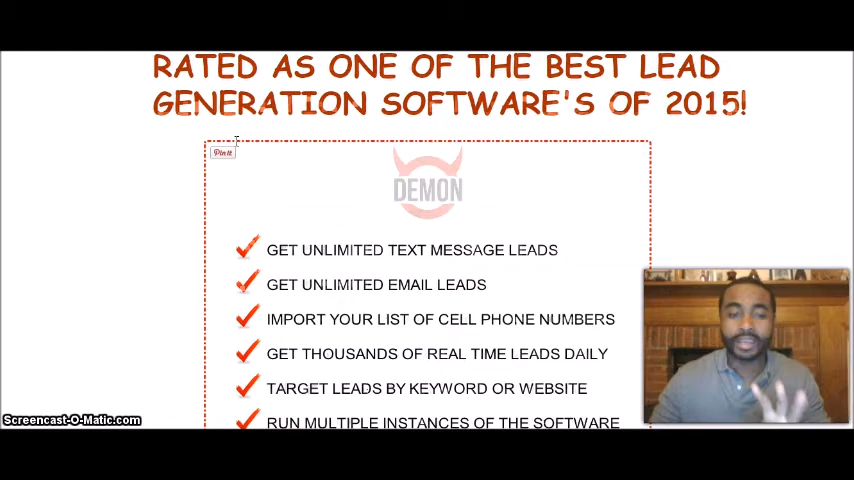 RATED AS ONE OF THE BEST LEAD
GENERATION SOFTWARE'S OF 2015!
Pin it
DEMON
GET UNLIMITED TEXT MESSAGE LEADS
GET UNLIMITED EMAIL LEADS
IMPORT YOUR LIST OF CELL PHONE NUMBERS
GET THOUSANDS OF REAL TIME LEADS DAILY
TARGET LEADS BY KEYWORD OR WEBSITE
RUN MULTIPLE INSTANCES OF THE SOFTWARE
Screencast-O-Matic.com